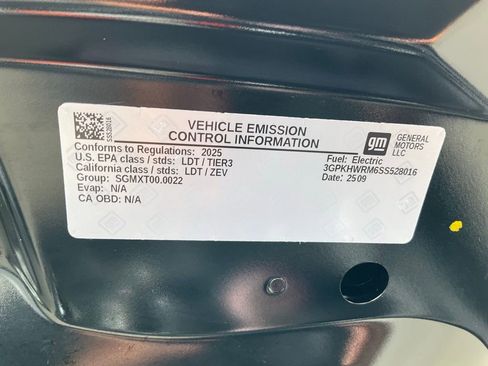 SS528016
VEHICLE EMISSION
CONTROL INFORMATION
gm
GENERAL
MOTORS
LLC
Conforms to Regulations: 2025
U.S. EPA class / stds: LDT / TIER3
California class / stds: LDT / ZEV
Group: SGMXT00.0022
Evap: N/A
CA OBD: N/A
Fuel: Electric
3GPKHWRM6SS528016
Date: 2509